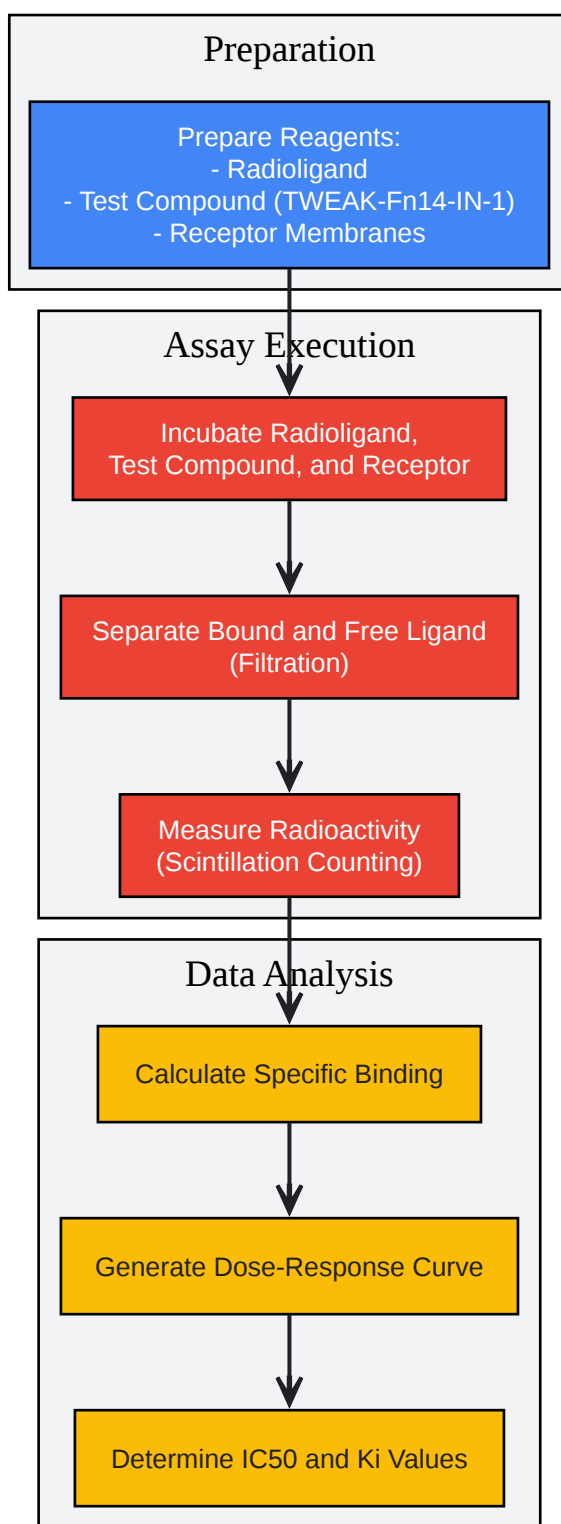 Preparation
Prepare Reagents:
- Radioligand
- Test Compound (TWEAK-Fn14-IN-1)
- Receptor Membranes
Assay Execution
Incubate Radioligand,
Test Compound, and Receptor
Separate Bound and Free Ligand
(Filtration)
Measure Radioactivity
(Scintillation Counting)
Data Analysis
Calculate Specific Binding
Generate Dose-Response Curve
Determine IC50 and Ki Values